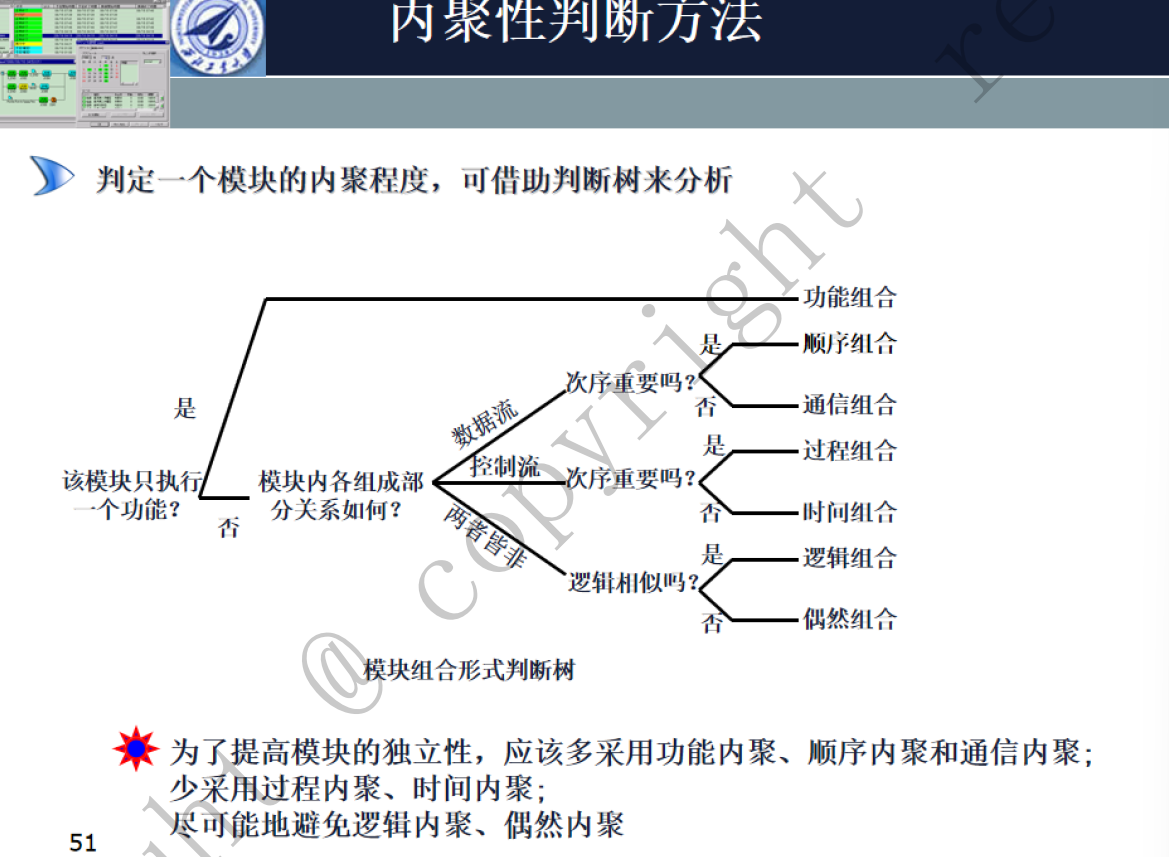 内聚性判断方法
判定一个模块的内聚程度，可借助判断树来分析
功能组合
是
顺序组合
次序重要吗？
否
通信组合
是
数据流
是
过程组合
控制流
该模块只执行
一个功能？
模块内各组成部
分关系如何？
次序重要吗？
否
时间组合
否
两者皆非
是
逻辑组合
逻辑相似吗？
否
偶然组合
模块组合形式判断树
为了提高模块的独立性，应该多采用功能内聚、顺序内聚和通信内聚；
少采用过程内聚、时间内聚；
尽可能地避免逻辑内聚、偶然内聚
51
@ copyright
re
ght